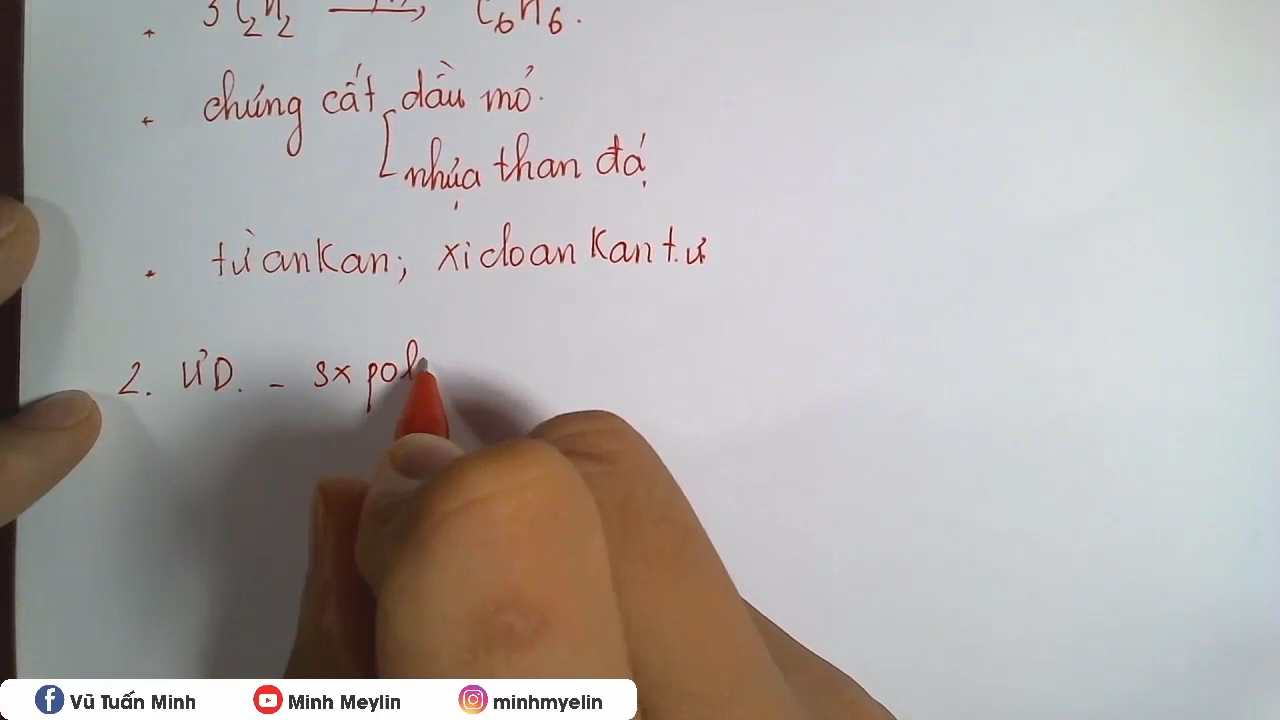 3C₂H₂ → C₆H₆.
chứng cất dầu mỏ.
nhựa than đá
từ ankan; xicloankan t.ư
2. ƯD. - sx pol
Vũ Tuấn Minh Minh Meylin minhmyelin